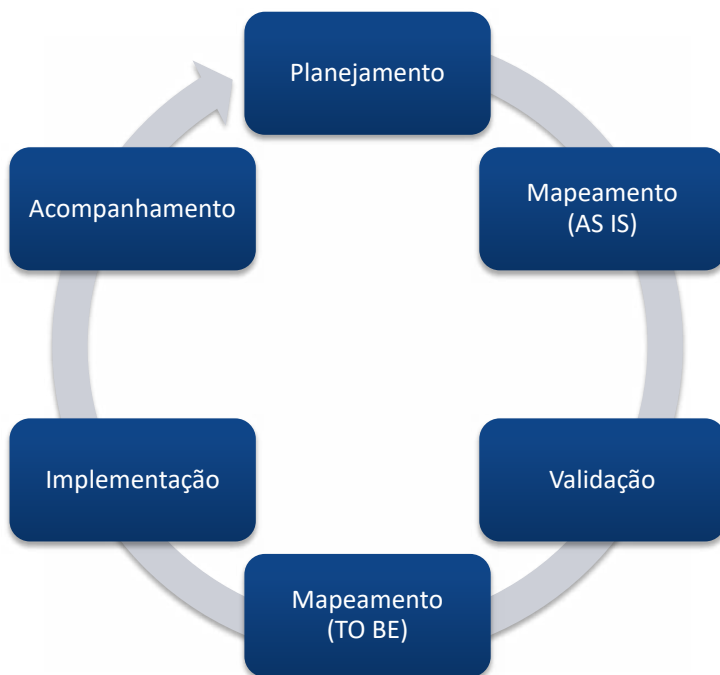 Planejamento
Mapeamento
(AS IS)
Validação
Mapeamento
(TO BE)
Implementação
Acompanhamento